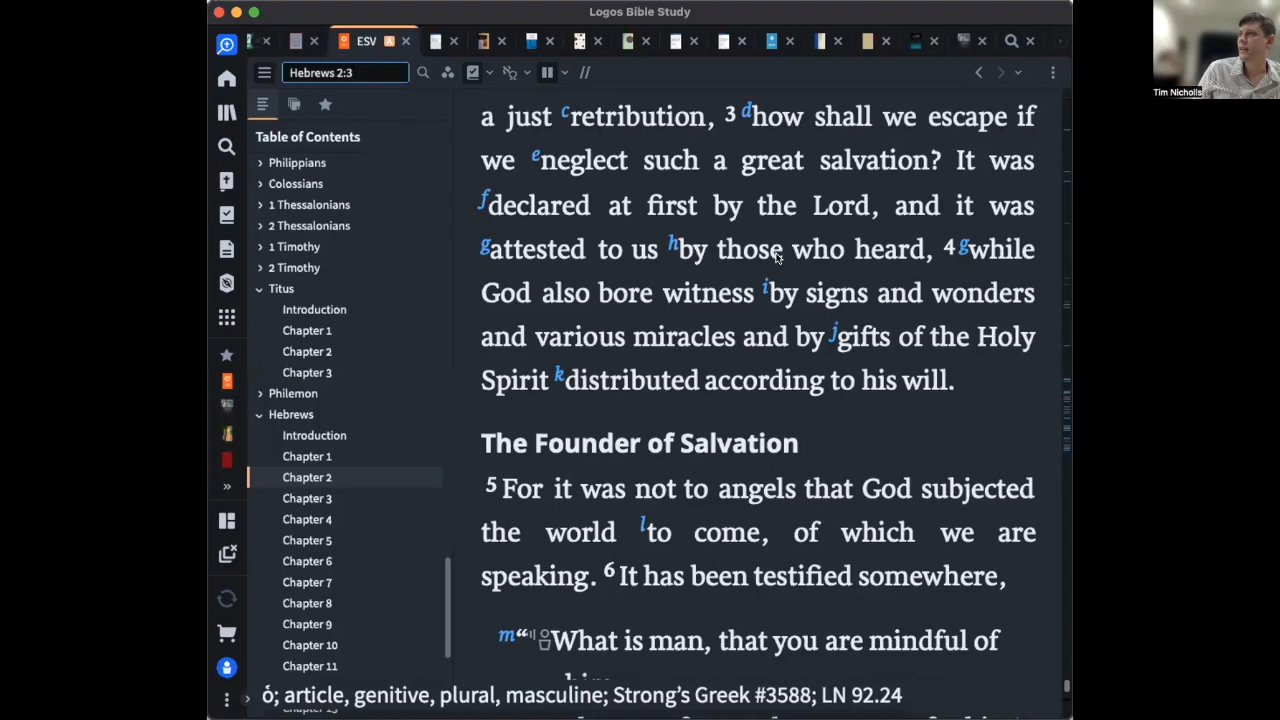 Logos Bible Study
ESV A
Hebrews 2:3
Table of Contents
Philippians
Colossians
1 Thessalonians
2 Thessalonians
1 Timothy
2 Timothy
Titus
Introduction
Chapter 1
Chapter 2
Chapter 3
Philemon
Hebrews
Introduction
Chapter 1
Chapter 2
Chapter 3
Chapter 4
Chapter 5
Chapter 6
Chapter 7
Chapter 8
Chapter 9
Chapter 10
Chapter 11
a just cretribution, 3 dhow shall we escape if
we eneglect such a great salvation? It was
fdeclared at first by the Lord, and it was
gattested to us hby those who heard, 4 gwhile
God also bore witness iby signs and wonders
and various miracles and by jgifts of the Holy
Spirit kdistributed according to his will.
The Founder of Salvation
5 For it was not to angels that God subjected
the world lto come, of which we are
speaking. 6 It has been testified somewhere,
m“What is man, that you are mindful of
ὁ; article, genitive, plural, masculine; Strong’s Greek #3588; LN 92.24
Tim Nicholls